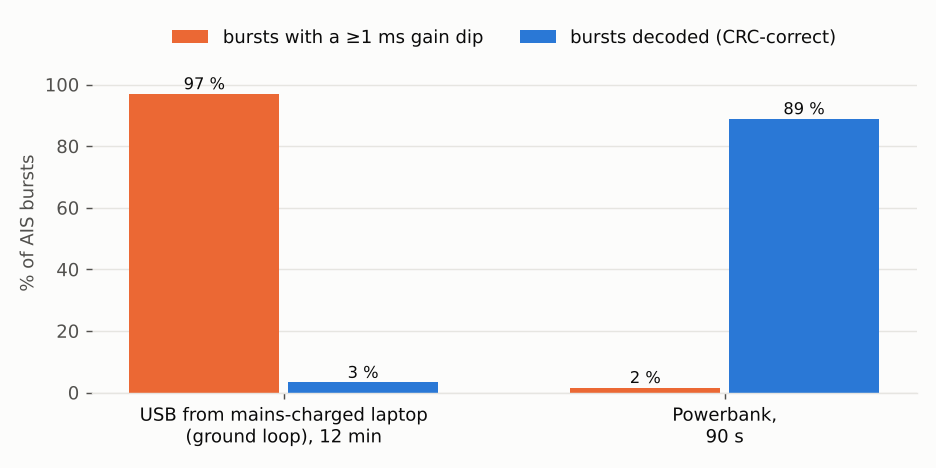 bursts with a ≥1 ms gain dip
bursts decoded (CRC-correct)
% of AIS bursts
100
80
60
40
20
0
97 %
3 %
2 %
89 %
USB from mains-charged laptop
(ground loop), 12 min
Powerbank,
90 s